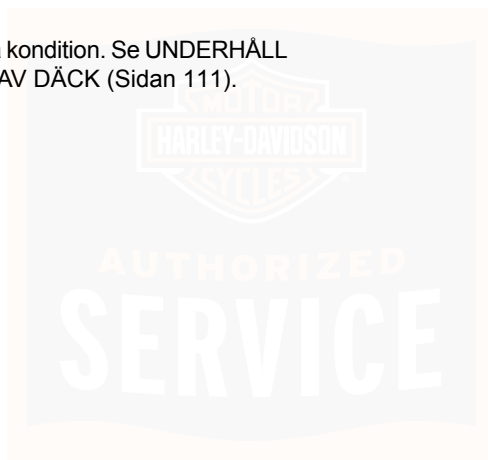 kondition. Se UNDERHÅLL
AV DÄCK (Sidan 111).
MOTOR
HARLEY-DAVIDSON
CYCLES
AUTHORIZED
SERVICE